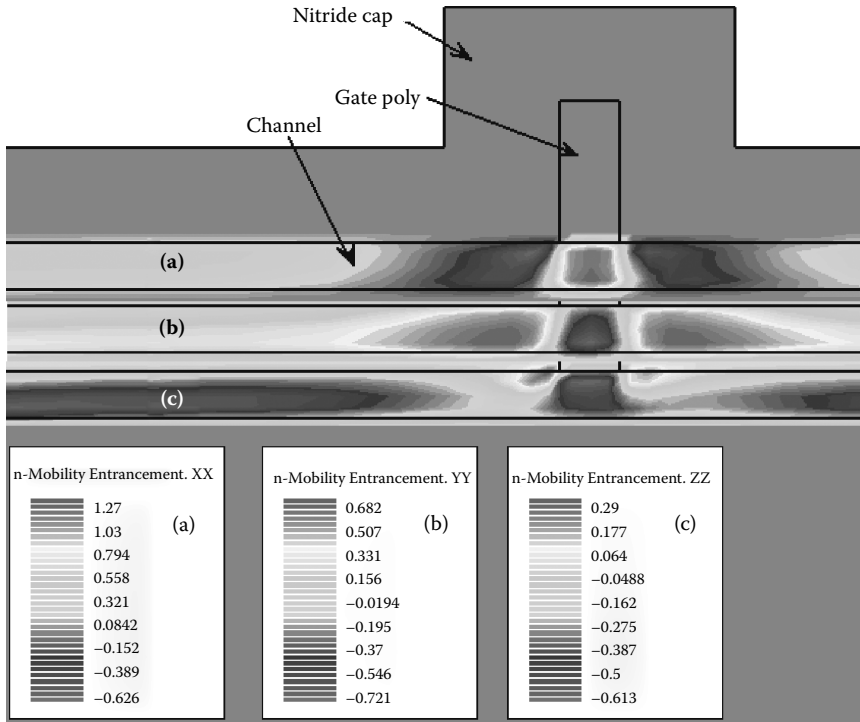 Nitride cap
Gate poly
Channel
(a)
(b)
(c)
n-Mobility Entrancement. XX
1.27
1.03
0.794
0.558
0.321
0.0842
−0.152
−0.389
−0.626
(a)
n-Mobility Entrancement. YY
0.682
0.507
0.331
0.156
−0.0194
−0.195
−0.37
−0.546
−0.721
(b)
n-Mobility Entrancement. ZZ
0.29
0.177
0.064
−0.0488
−0.162
−0.275
−0.387
−0.5
−0.613
(c)